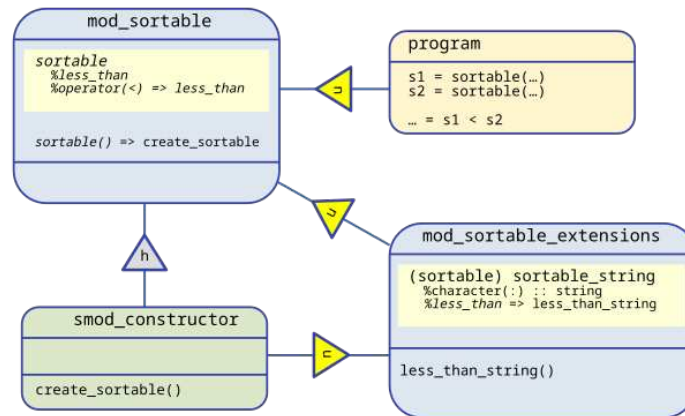 mod_sortable
sortable
%less_than
%operator(<) => less_than
sortable() => create_sortable
program
s1 = sortable(…)
s2 = sortable(…)
… = s1 < s2
u
u
h
mod_sortable_extensions
(sortable) sortable_string
%character(:) :: string
%less_than => less_than_string
less_than_string()
smod_constructor
create_sortable()
u